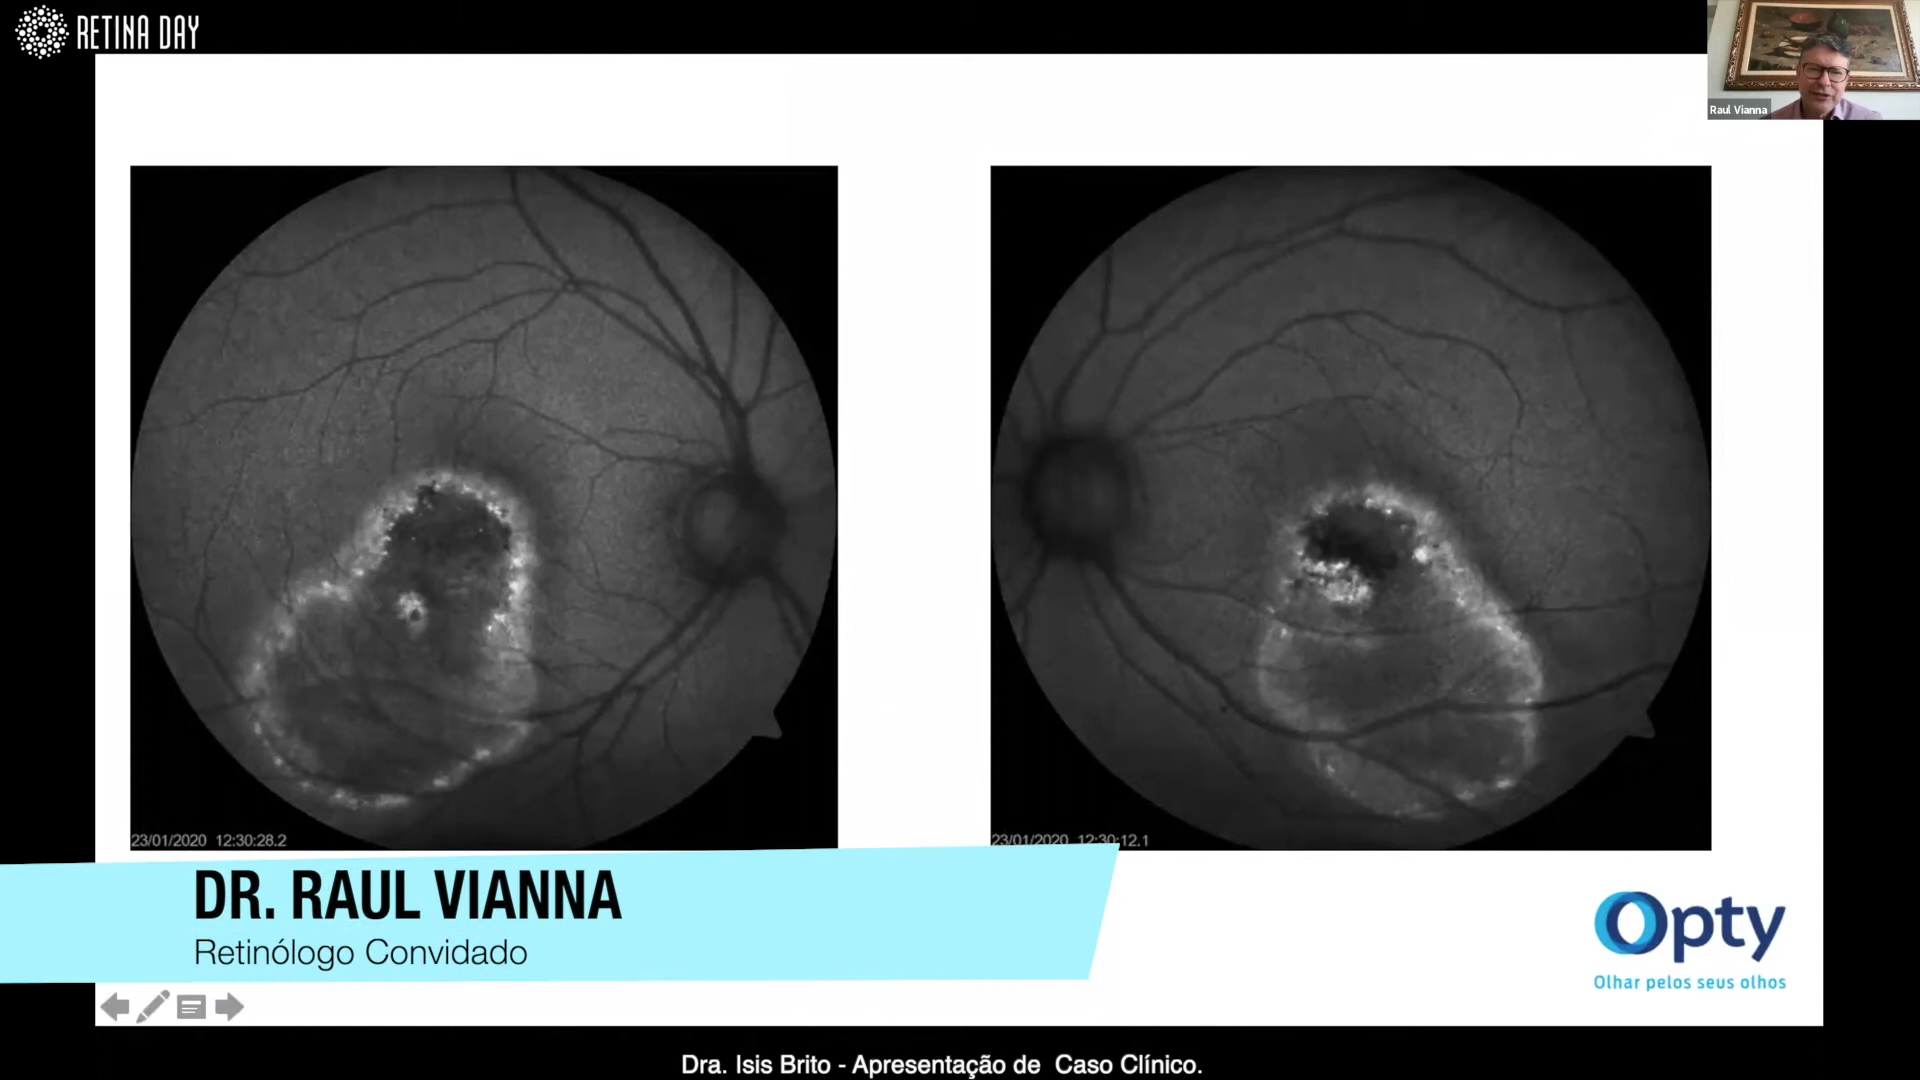 RETINA DAY
Raul Vianna
23/01/2020 12:30:28.2
23/01/2020 12:30:12.1
DR. RAUL VIANNA
Retinólogo Convidado
Opty
Olhar pelos seus olhos
Dra. Isis Brito - Apresentação de Caso Clínico.